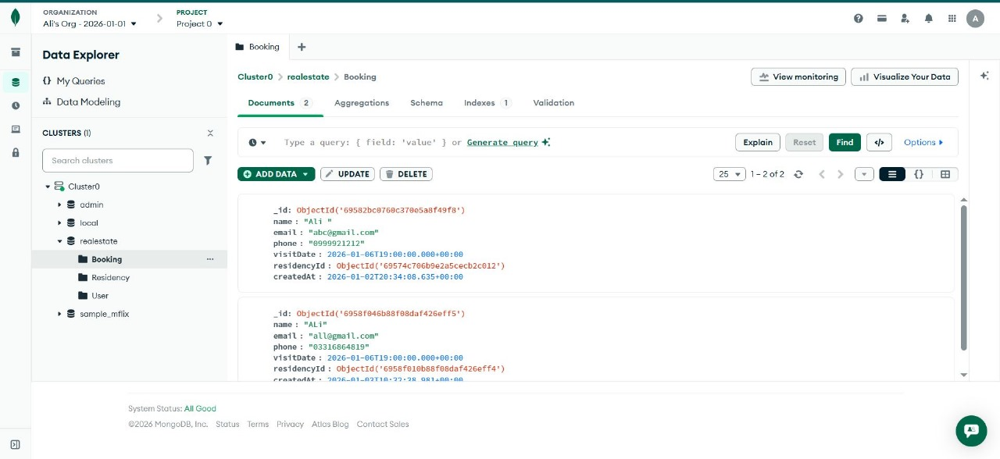 ORGANIZATION
Ali's Org - 2026-01-01
PROJECT
Project 0
A
Data Explorer
My Queries
Data Modeling
CLUSTERS (1)
Search clusters
Cluster0
admin
local
realestate
Booking
Residency
User
sample_mflix
Booking
Cluster0 > realestate > Booking
View monitoring
Visualize Your Data
Documents 2 Aggregations Schema Indexes 1 Validation
Type a query: { field: 'value' } or Generate query
Explain Reset Find </> Options
ADD DATA UPDATE DELETE
25 1 – 2 of 2 {}
_id: ObjectId('69582bc0760c370e5a8f49f8')
name : "Ali "
email : "abc@gmail.com"
phone : "0999921212"
visitDate : 2026-01-06T19:00:00.000+00:00
residencyId : ObjectId('69574c706b9e2a5cecb2c012')
createdAt : 2026-01-02T20:34:08.635+00:00
_id: ObjectId('6958f046b88f08daf426eff5')
name : "ALi"
email : "all@gmail.com"
phone : "03316864819"
visitDate : 2026-01-06T19:00:00.000+00:00
residencyId : ObjectId('6958f010b88f08daf426eff4')
createdAt : 2026-01-03T10:32:38.981+00:00
System Status: All Good
©2026 MongoDB, Inc. Status Terms Privacy Atlas Blog Contact Sales